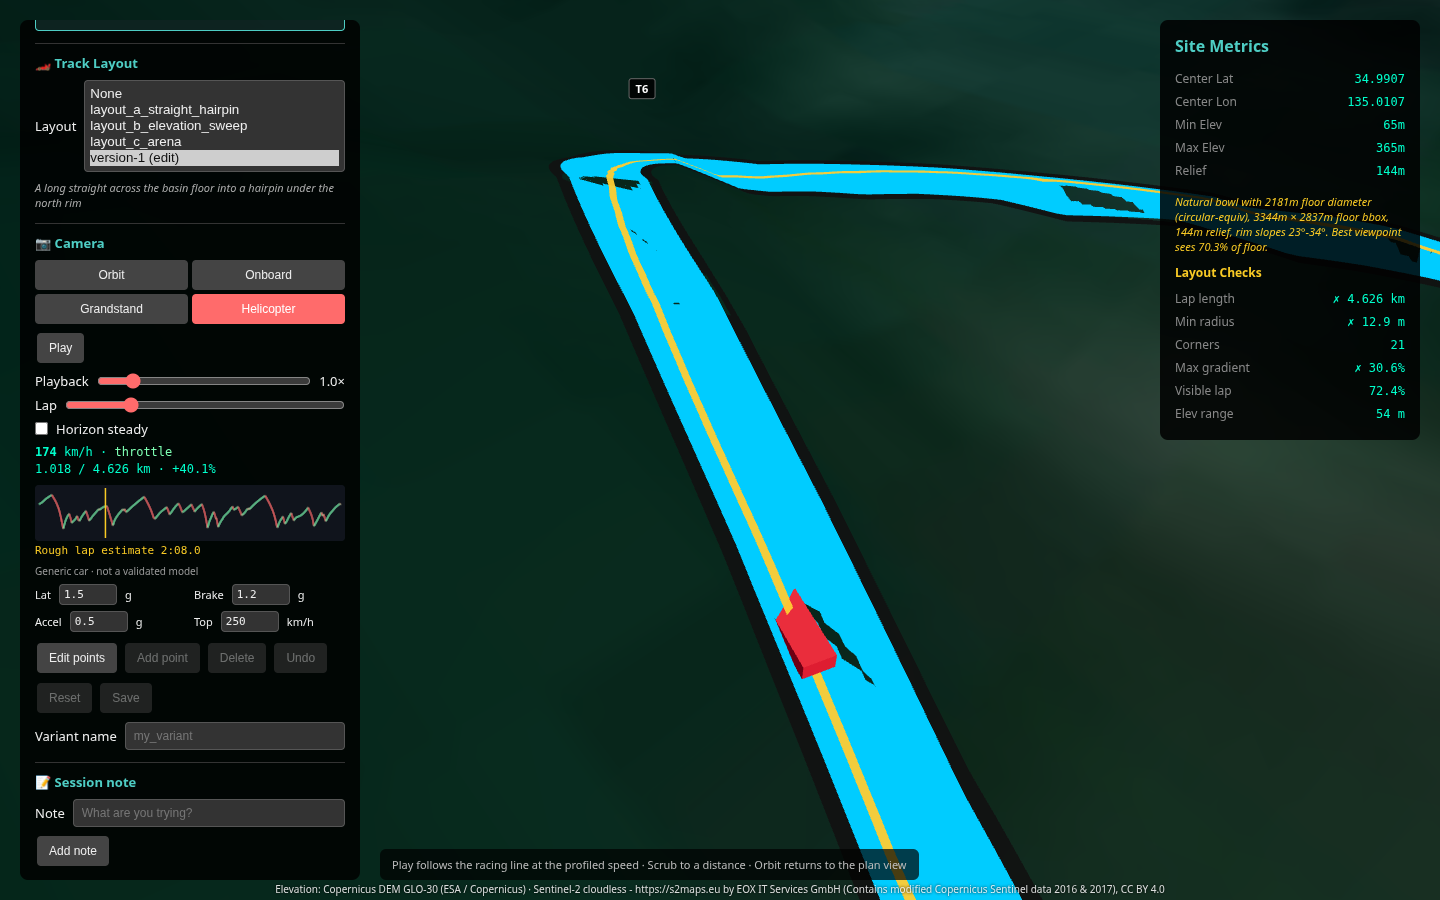 🏎️ Track Layout
Layout
None
layout_a_straight_hairpin
layout_b_elevation_sweep
layout_c_arena
version-1 (edit)
A long straight across the basin floor into a hairpin under the
north rim
📷 Camera
Orbit
Onboard
Grandstand
Helicopter
Play
Playback
1.0×
Lap
Horizon steady
174 km/h · throttle
1.018 / 4.626 km · +40.1%
Rough lap estimate 2:08.0
Generic car · not a validated model
Lat 1.5 g
Brake 1.2 g
Accel 0.5 g
Top 250 km/h
Edit points
Add point
Delete
Undo
Reset
Save
Variant name my_variant
📝 Session note
Note What are you trying?
Add note
T6
Site Metrics
Center Lat 34.9907
Center Lon 135.0107
Min Elev 65m
Max Elev 365m
Relief 144m
Natural bowl with 2181m floor diameter
(circular-equiv), 3344m × 2837m floor bbox,
144m relief, rim slopes 23°-34°. Best viewpoint
sees 70.3% of floor.
Layout Checks
Lap length ✗ 4.626 km
Min radius ✗ 12.9 m
Corners 21
Max gradient ✗ 30.6%
Visible lap 72.4%
Elev range 54 m
Play follows the racing line at the profiled speed · Scrub to a distance · Orbit returns to the plan view
Elevation: Copernicus DEM GLO-30 (ESA / Copernicus) · Sentinel-2 cloudless - https://s2maps.eu by EOX IT Services GmbH (Contains modified Copernicus Sentinel data 2016 & 2017), CC BY 4.0